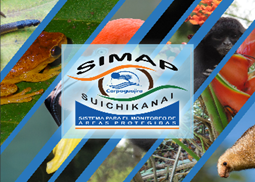 SIMAP
Corpoguajira
SUICHIKANAI
SISTEMA PARA EL MONITOREO DE
AREAS PROTEGIDAS